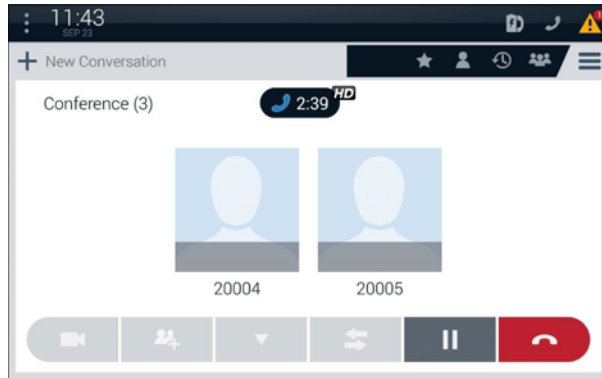 11:43
SEP 23
New Conversation
Conference (3)
2:39
HD
20004
20005